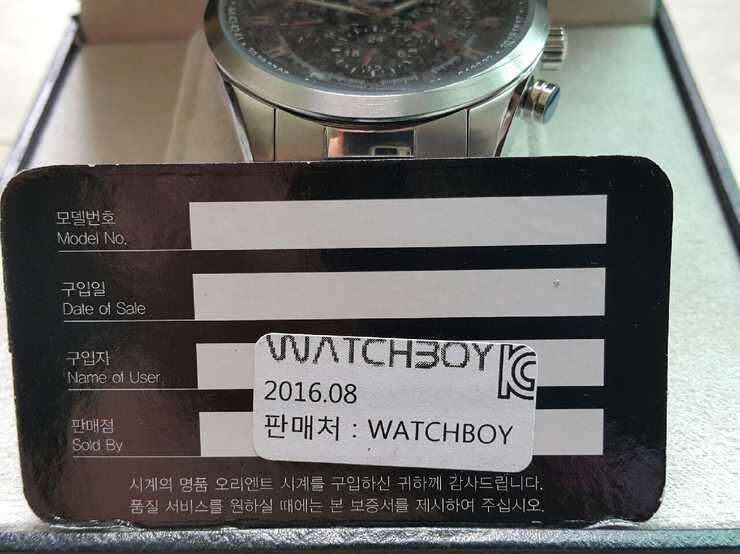 모델번호
Model No.
구입일
Date of Sale
구입자
Name of User
판매점
Sold By
WATCHBOY
2016.08
판매처 : WATCHBOY
시계의 명품 오리엔트 시계를 구입하신 귀하께 감사드립니다.
품질 서비스를 원하실 때에는 본 보증서를 제시하여 주십시오.